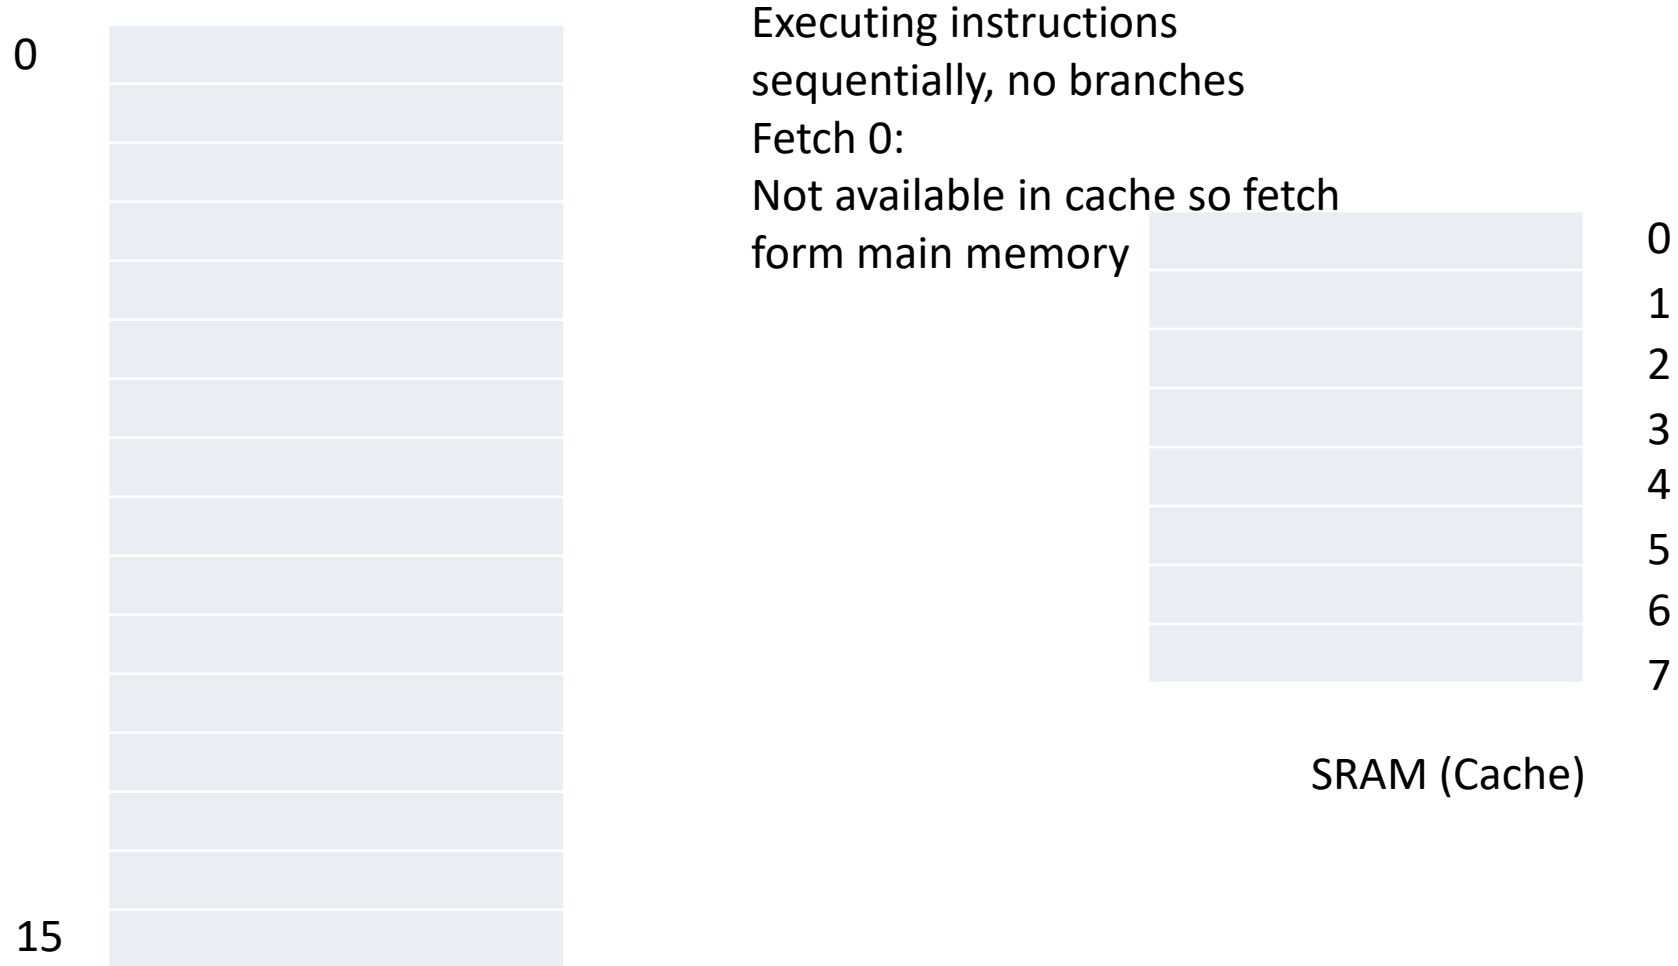 0
15
Executing instructions
sequentially, no branches
Fetch 0:
Not available in cache so fetch
form main memory
0
1
2
3
4
5
6
7
SRAM (Cache)